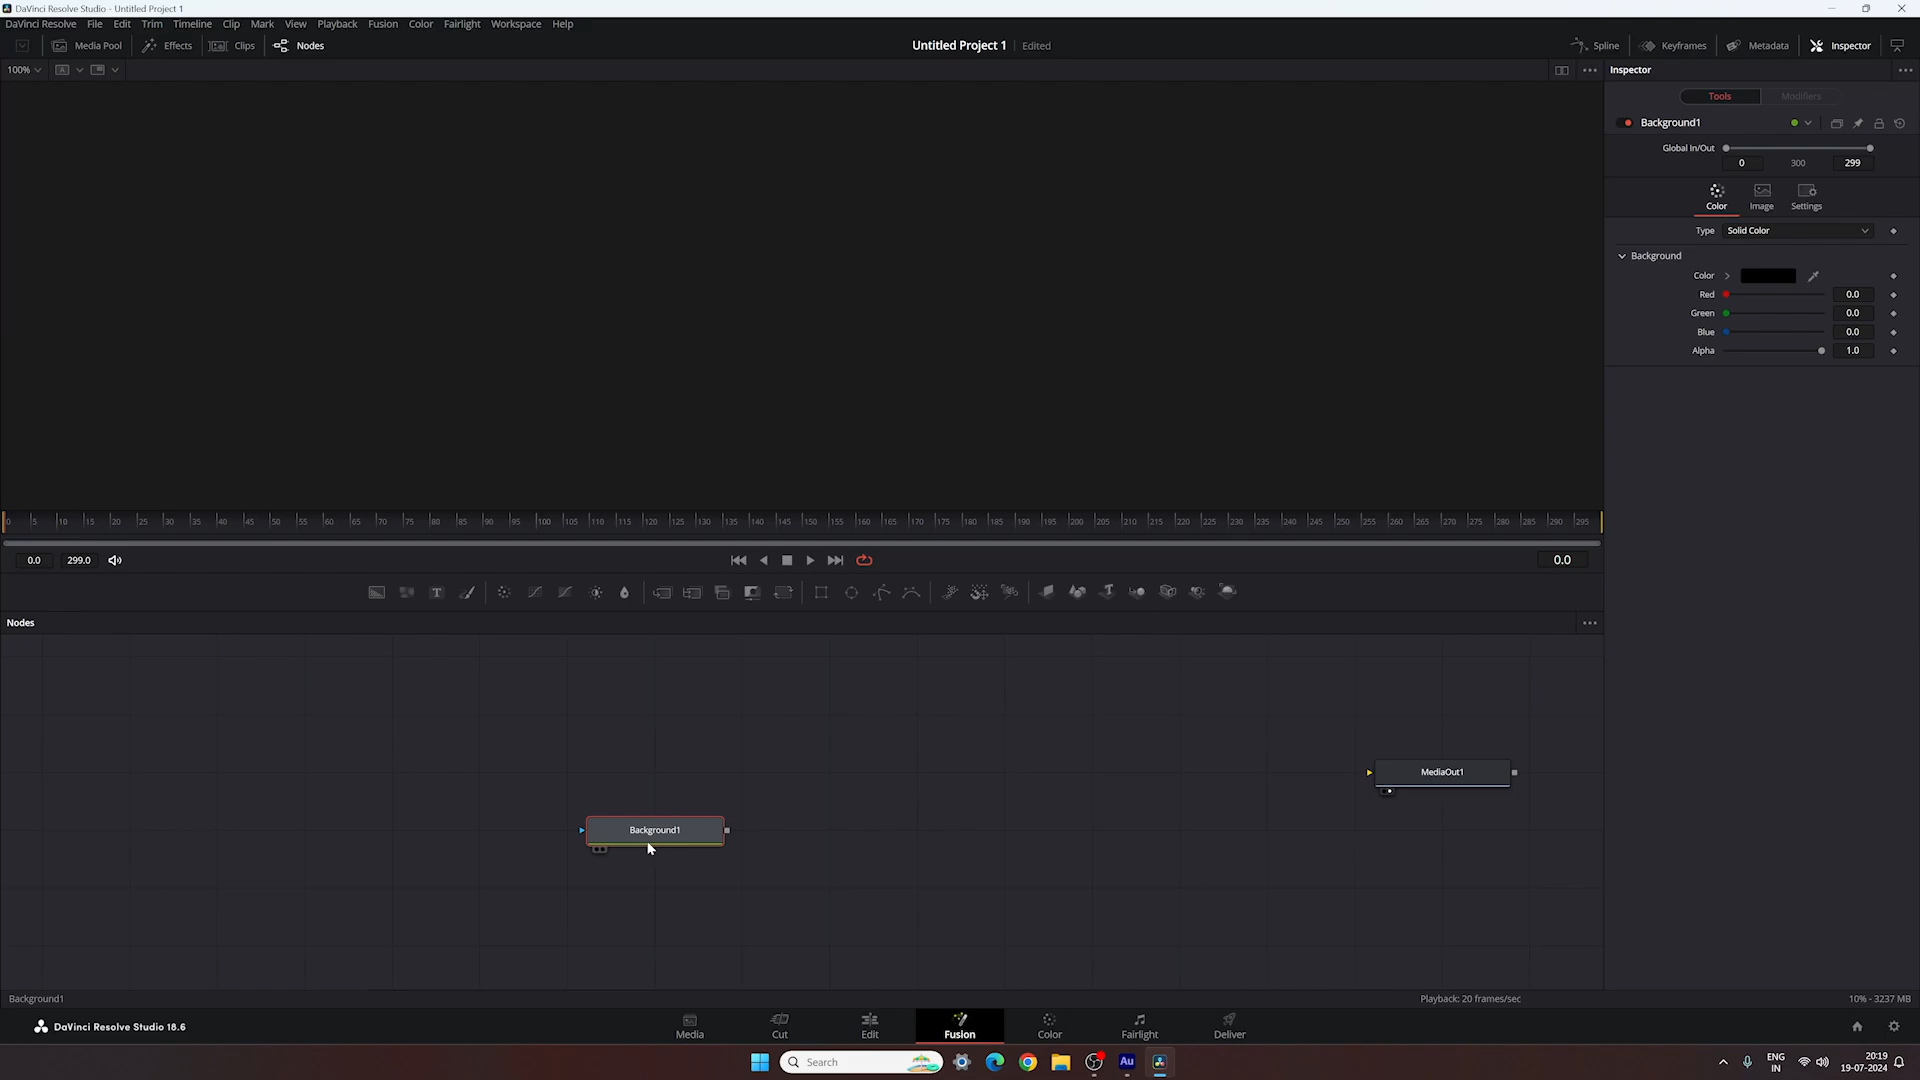 DaVinci Resolve Studio - Untitled Project 1
DaVinci Resolve File Edit Trim Timeline Clip Mark View Playback Fusion Color Fairlight Workspace Help
Media Pool Effects Clips Nodes Untitled Project 1 Edited Spline Keyframes Metadata Inspector
100% Inspector
Tools Modifiers
Background1
Global In/Out
0 300 299
Color Image Settings
Type Solid Color
Background
Color
Red 0.0
Green 0.0
Blue 0.0
Alpha 1.0
0 5 10 15 20 25 30 35 40 45 50 55 60 65 70 75 80 85 90 95 100 105 110 115 120 125 130 135 140 145 150 155 160 165 170 175 180 185 190 195 200 205 210 215 220 225 230 235 240 245 250 255 260 265 270 275 280 285 290 295
0.0 299.0 0.0
Nodes
MediaOut1
Background1
Background1 Playback: 20 frames/sec 10% - 3237 MB
DaVinci Resolve Studio 18.6 Media Cut Edit Fusion Color Fairlight Deliver
Search Au ENG
IN
20:19
19-07-2024